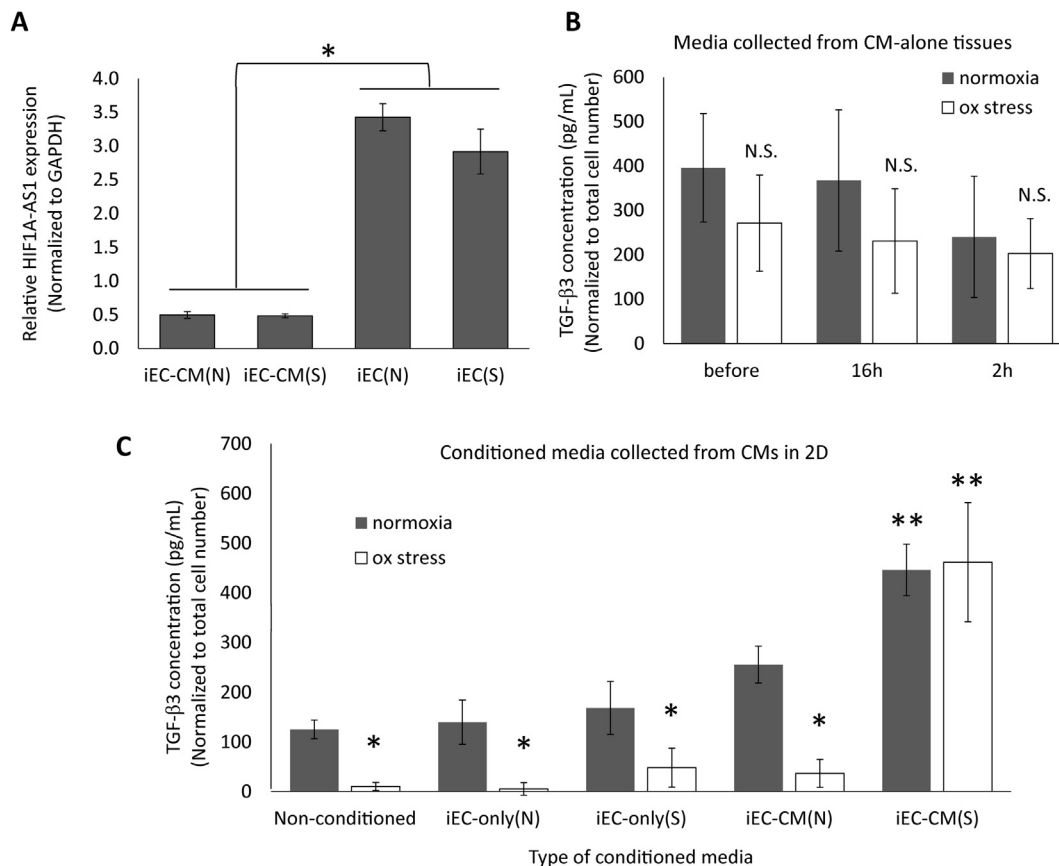 A
*
4.0
3.5
3.0
2.5
2.0
1.5
1.0
0.5
0.0
Relative HIF1A-AS1 expression
(Normalized to GAPDH)
iEC-CM(N) iEC-CM(S) iEC(N) iEC(S)
B
Media collected from CM-alone tissues
600
500
400
300
200
100
0
TGF-β3 concentration (pg/mL)
(Normalized to total cell number)
normoxia
ox stress
N.S.
N.S.
N.S.
before 16h 2h
C
Conditioned media collected from CMs in 2D
700
600
500
400
300
200
100
0
TGF-β3 concentration (pg/mL)
(Normalized to total cell number)
normoxia
ox stress
*
*
*
*
**
**
Non-conditioned iEC-only(N) iEC-only(S) iEC-CM(N) iEC-CM(S)
Type of conditioned media